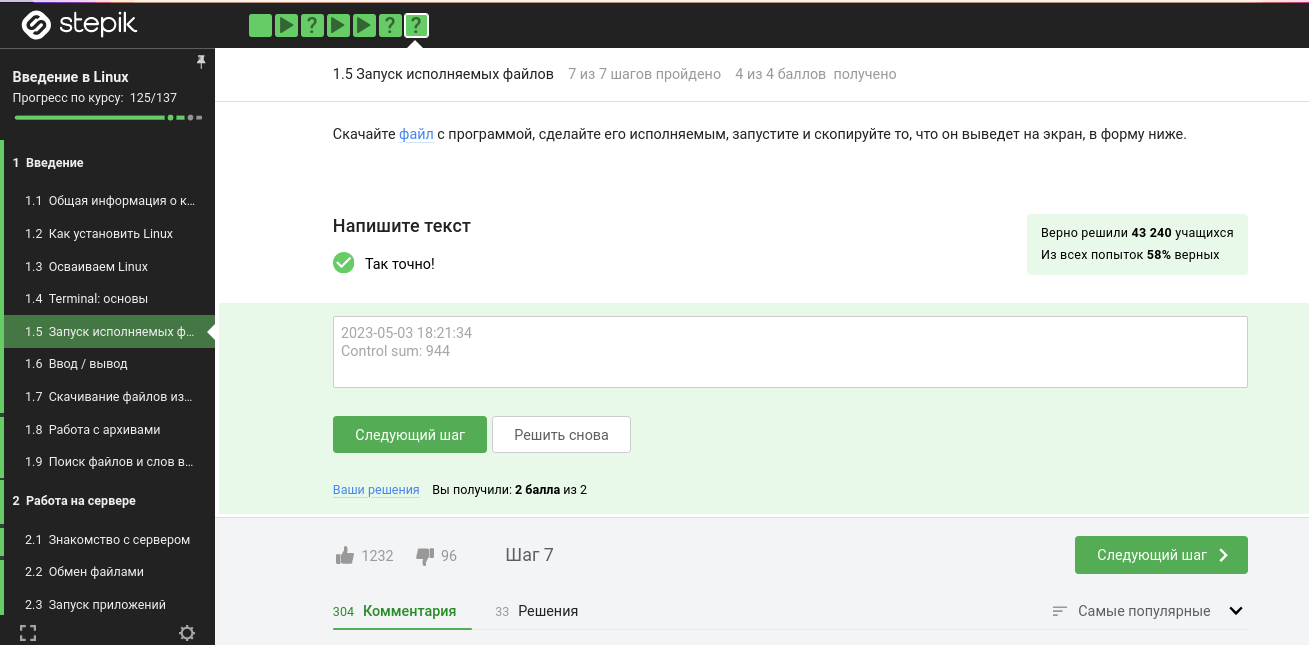 stepik
? ? ?
Введение в Linux
Прогресс по курсу: 125/137
1 Введение
1.1 Общая информация о к...
1.2 Как установить Linux
1.3 Осваиваем Linux
1.4 Terminal: основы
1.5 Запуск исполняемых ф...
1.6 Ввод / вывод
1.7 Скачивание файлов из...
1.8 Работа с архивами
1.9 Поиск файлов и слов в...
2 Работа на сервере
2.1 Знакомство с сервером
2.2 Обмен файлами
2.3 Запуск приложений
1.5 Запуск исполняемых файлов 7 из 7 шагов пройдено 4 из 4 баллов получено
Скачайте файл с программой, сделайте его исполняемым, запустите и скопируйте то, что он выведет на экран, в форму ниже.
Напишите текст
Так точно!
Верно решили 43 240 учащихся
Из всех попыток 58% верных
2023-05-03 18:21:34
Control sum: 944
Следующий шаг
Решить снова
Ваши решения Вы получили: 2 балла из 2
1232 96 Шаг 7
Следующий шаг
304 Комментария 33 Решения
Самые популярные